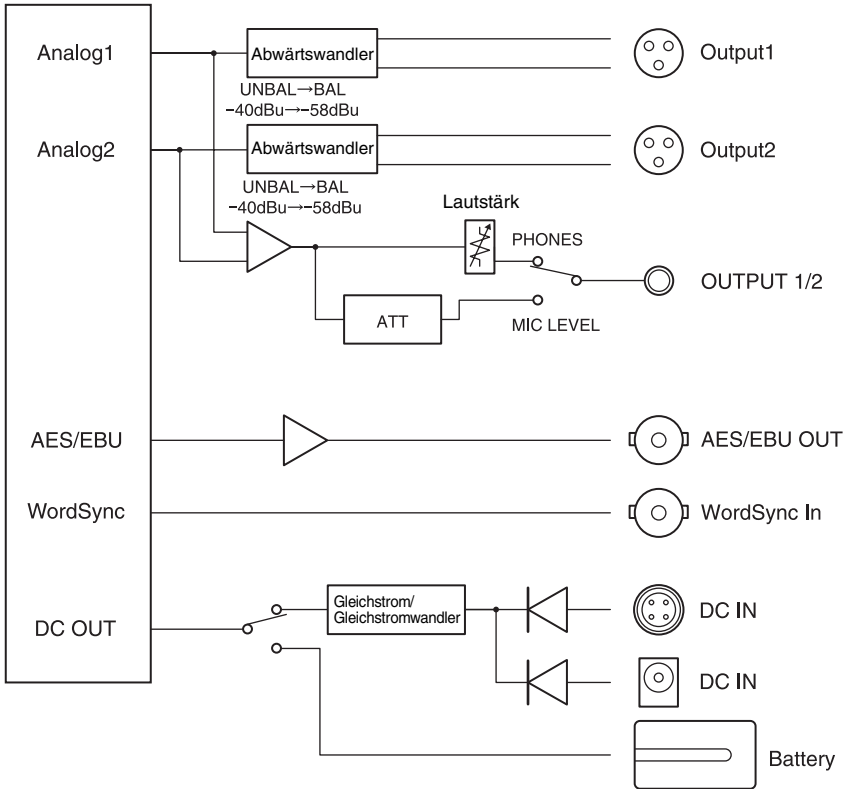 Analog1
Abwärtswandler
Output1
UNBAL→BAL
−40dBu→−58dBu
Analog2
Abwärtswandler
Output2
UNBAL→BAL
−40dBu→−58dBu
Lautstärk
PHONES
OUTPUT 1/2
ATT
MIC LEVEL
AES/EBU
AES/EBU OUT
WordSync
WordSync In
Gleichstrom/
Gleichstromwandler
DC IN
DC OUT
DC IN
Battery